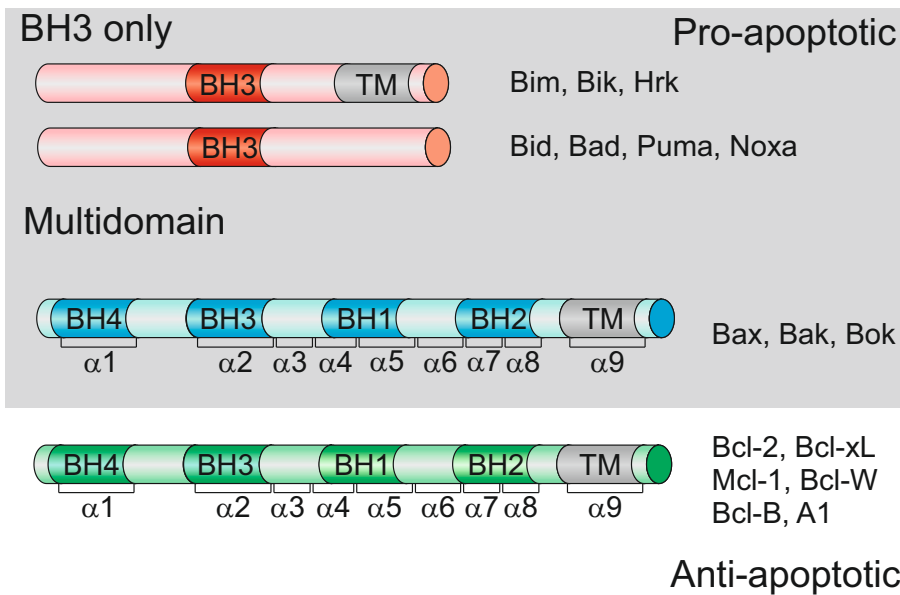 BH3 only
Pro-apoptotic
BH3 TM
Bim, Bik, Hrk
BH3
Bid, Bad, Puma, Noxa
Multidomain
BH4 BH3 BH1 BH2 TM
α1 α2 α3 α4 α5 α6 α7 α8 α9
Bax, Bak, Bok
BH4 BH3 BH1 BH2 TM
α1 α2 α3 α4 α5 α6 α7 α8 α9
Bcl-2, Bcl-xL
Mcl-1, Bcl-W
Bcl-B, A1
Anti-apoptotic